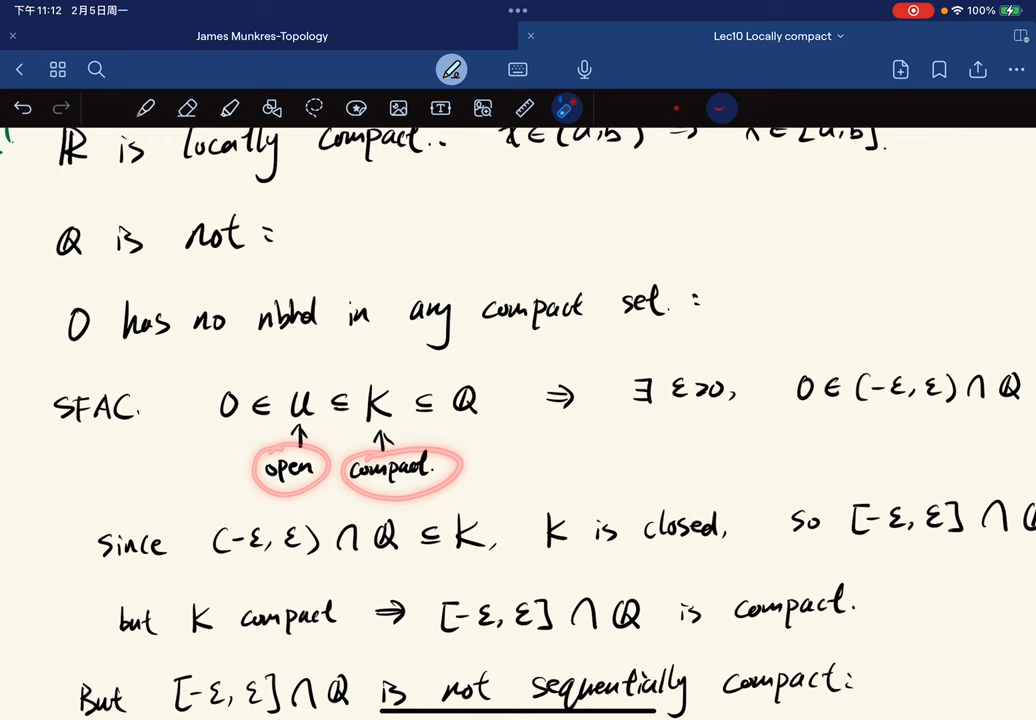 下午11:12 2月5日周一
100%
James Munkres-Topology
Lec10 Locally compact
ℝ is locally compact. x∈(a,b) → x∈[a,b].
Q is not :
0 has no nbhd in any compact set. :
SFAC. 0 ∈ U ⊆ K ⊆ Q ⇒ ∃ ε>0, 0 ∈ (-ε, ε) ∩ Q
↑ ↑
open compact.
since (-ε, ε) ∩ Q ⊆ K, K is closed, so [-ε, ε] ∩ Q
but K compact ⇒ [-ε, ε] ∩ Q is compact.
But [-ε, ε] ∩ Q is not sequentially compact :